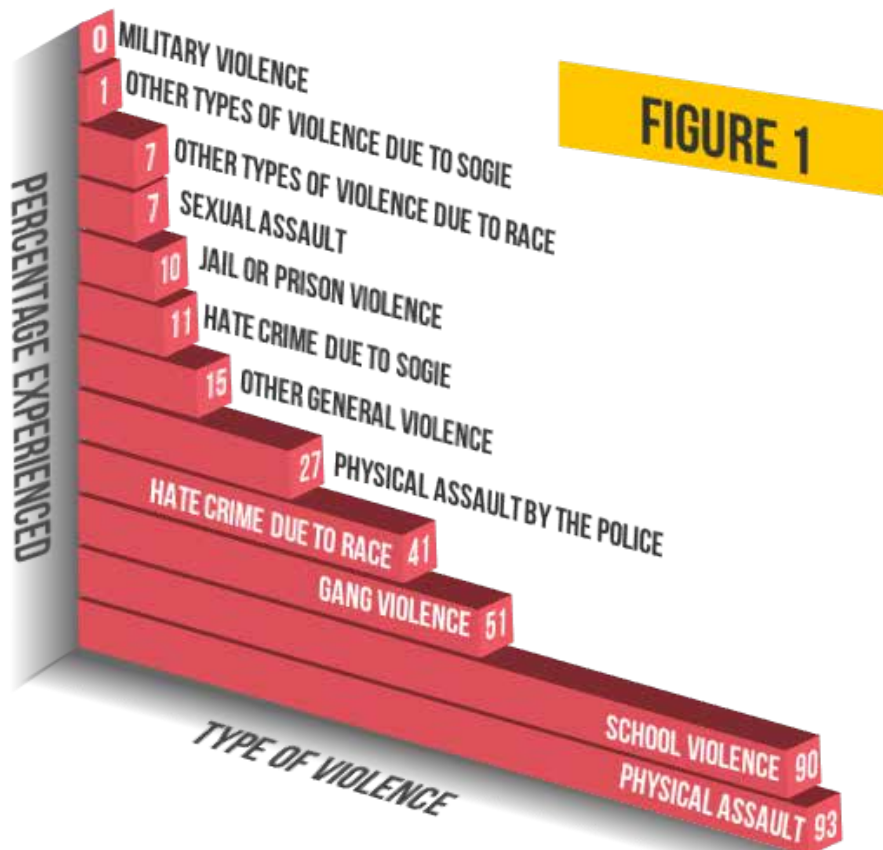 FIGURE 1
PERCENTAGE EXPERIENCED
0 MILITARY VIOLENCE
1 OTHER TYPES OF VIOLENCE DUE TO SOGIE
7 OTHER TYPES OF VIOLENCE DUE TO RACE
7 SEXUAL ASSAULT
10 JAIL OR PRISON VIOLENCE
11 HATE CRIME DUE TO SOGIE
15 OTHER GENERAL VIOLENCE
27 PHYSICAL ASSAULT BY THE POLICE
HATE CRIME DUE TO RACE 41
GANG VIOLENCE 51
SCHOOL VIOLENCE 90
PHYSICAL ASSAULT 93
TYPE OF VIOLENCE